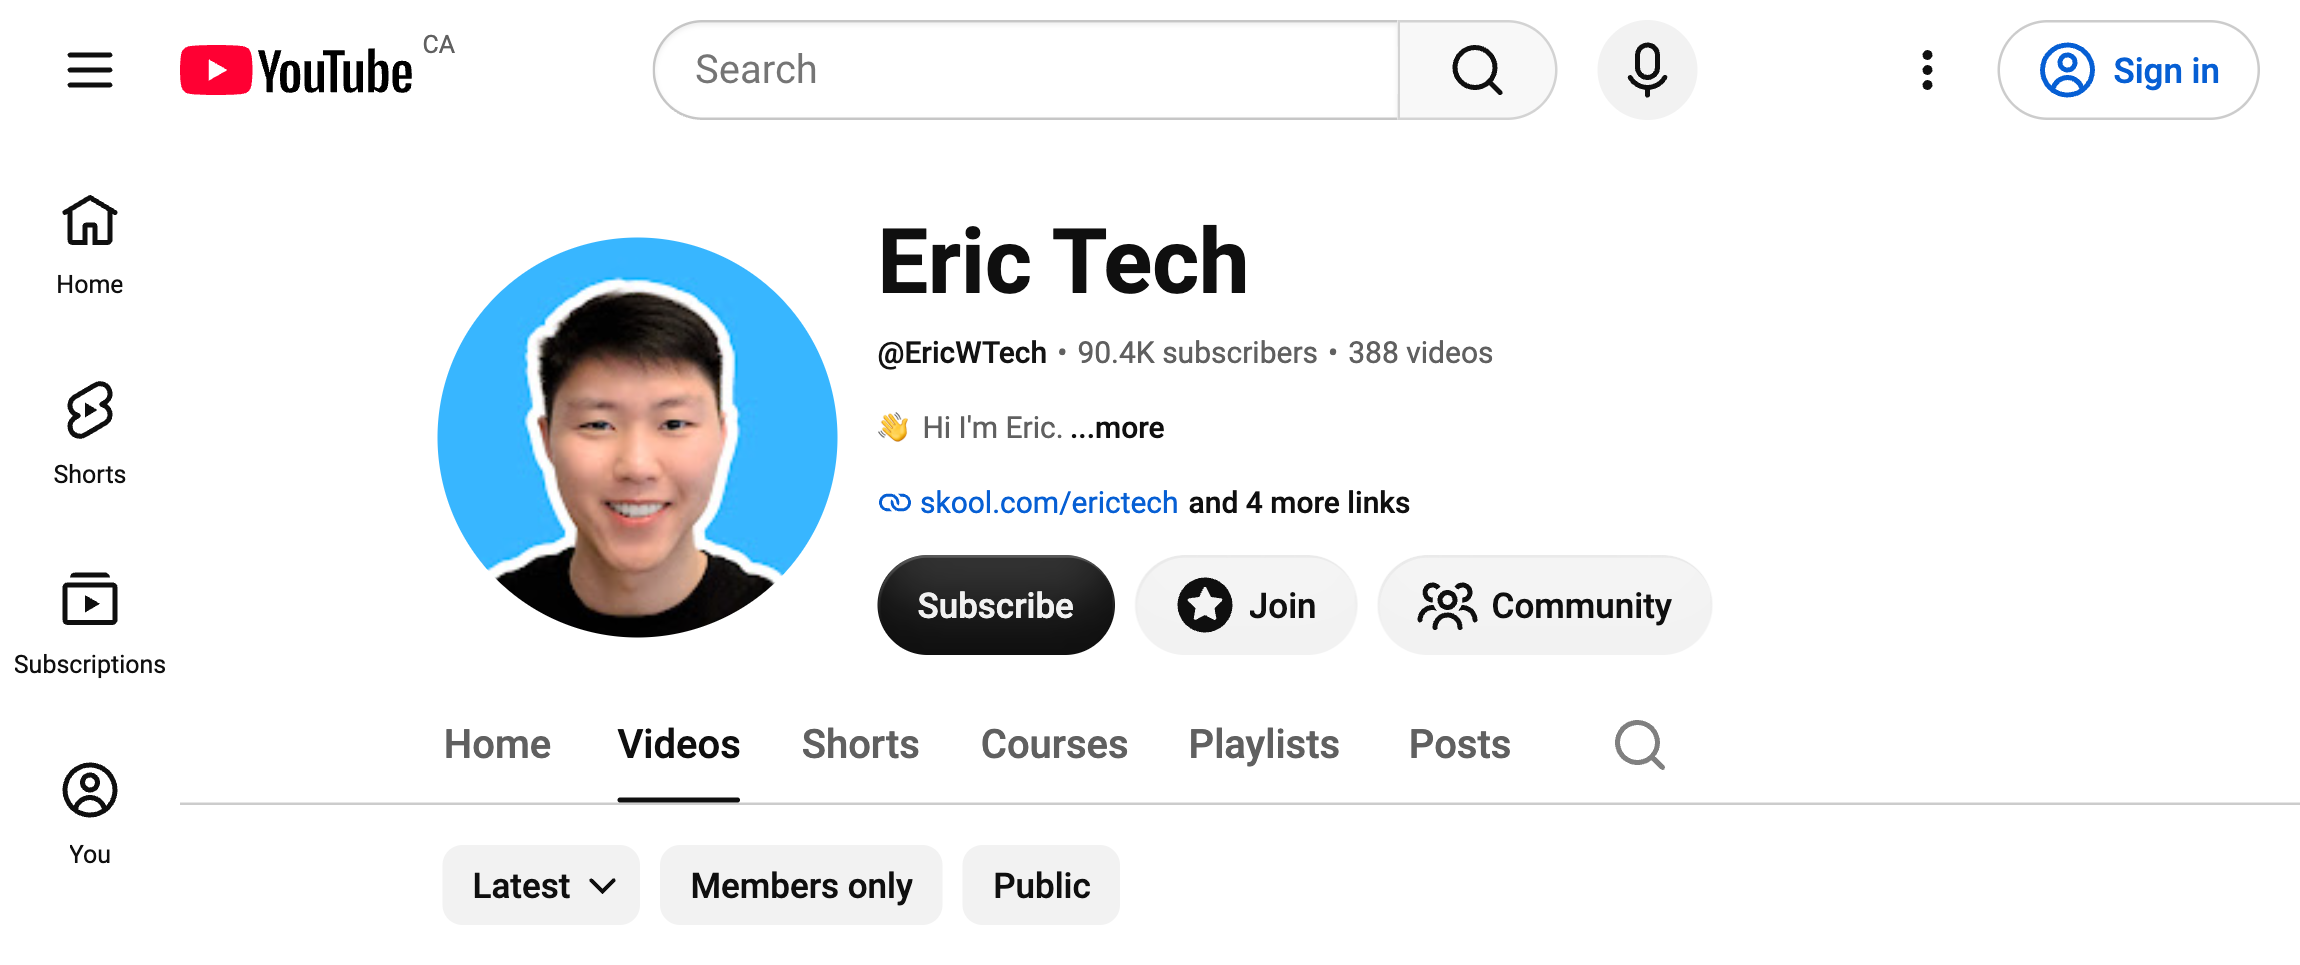 YouTube CA
Search
Sign in
Home
Shorts
Subscriptions
You
Eric Tech
@EricWTech • 90.4K subscribers • 388 videos
👋 Hi I'm Eric. ...more
skool.com/erictech and 4 more links
Subscribe Join Community
Home Videos Shorts Courses Playlists Posts
Latest Members only Public